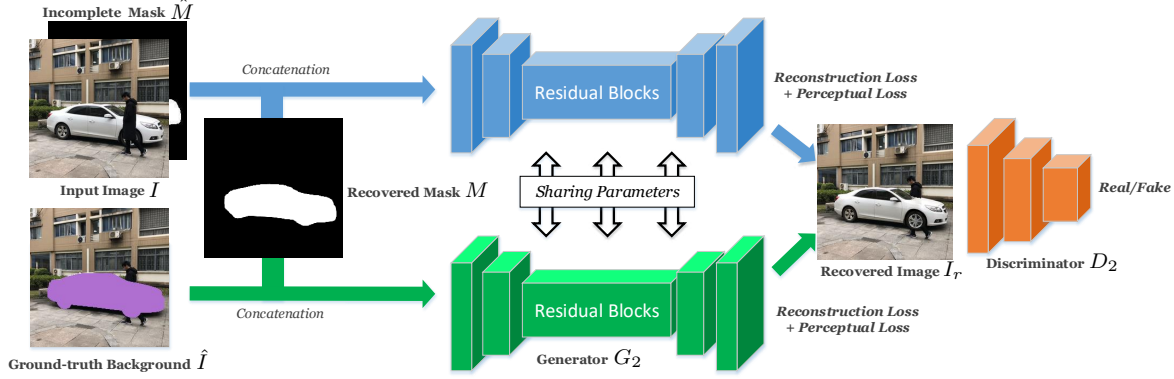 Incomplete Mask M̂
Concatenation
Input Image I
Recovered Mask M
Residual Blocks
Sharing Parameters
Reconstruction Loss
+ Perceptual Loss
Real/Fake
Recovered Image I_r
Discriminator D_2
Concatenation
Residual Blocks
Reconstruction Loss
+ Perceptual Loss
Ground-truth Background Î
Generator G_2